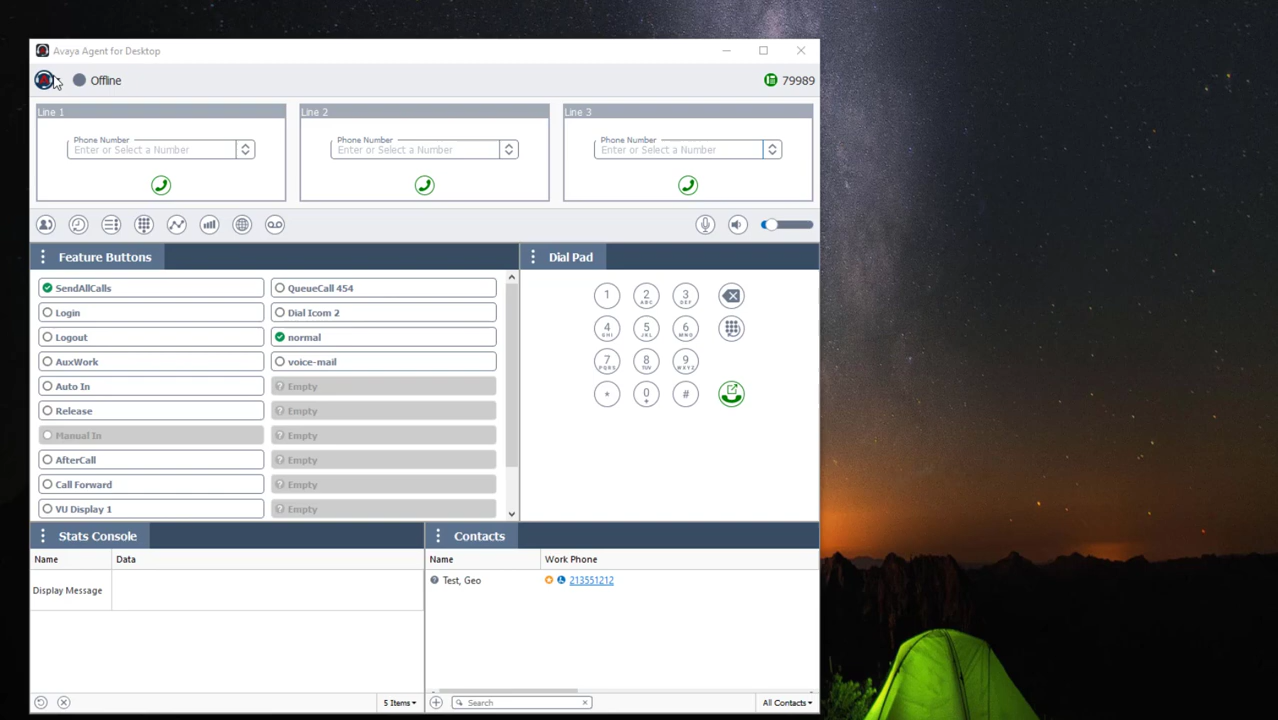 Avaya Agent for Desktop
Offline
79989
Line 1
Line 2
Line 3
Phone Number
Enter or Select a Number
Phone Number
Enter or Select a Number
Phone Number
Enter or Select a Number
Feature Buttons
SendAllCalls
QueueCall 454
Login
Dial Icom 2
Logout
normal
AuxWork
voice-mail
Auto In
Empty
Release
Empty
Manual In
Empty
AfterCall
Empty
Call Forward
Empty
VU Display 1
Empty
Dial Pad
1
2 ABC
3 DEF
4 GHI
5 JKL
6 MNO
7 PQRS
8 TUV
9 WXYZ
*
0 +
#
Stats Console
Name Data
Display Message
5 Items
Contacts
Name Work Phone
Test, Geo 213551212
Search
All Contacts